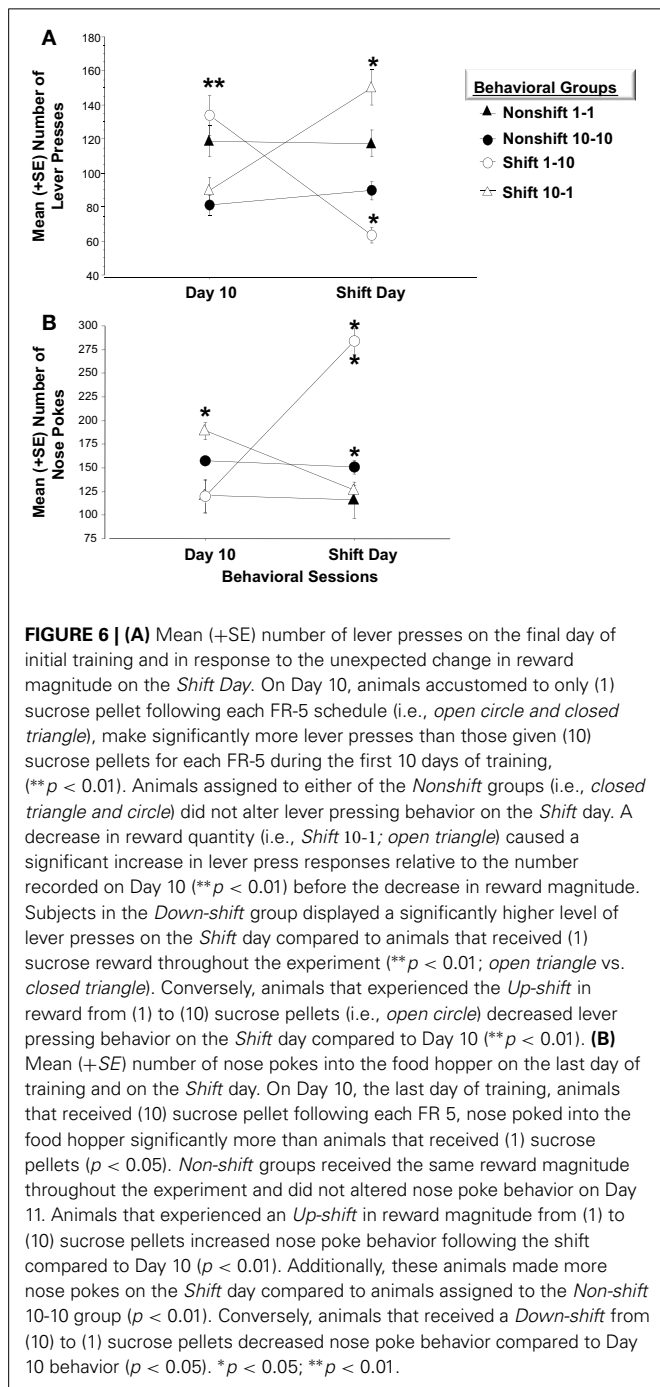 A
180
160
140
120
100
80
60
40
Mean (+SE) Number of
Lever Presses
**
*
*
Day 10
Shift Day
Behavioral Groups
Nonshift 1-1
Nonshift 10-10
Shift 1-10
Shift 10-1
B
300
275
250
225
200
175
150
125
100
75
Mean (+SE) Number of
Nose Pokes
*
*
*
*
Day 10
Shift Day
Behavioral Sessions
FIGURE 6 | (A) Mean (+SE) number of lever presses on the final day of
initial training and in response to the unexpected change in reward
magnitude on the Shift Day. On Day 10, animals accustomed to only (1)
sucrose pellet following each FR-5 schedule (i.e., open circle and closed
triangle), make significantly more lever presses than those given (10)
sucrose pellets for each FR-5 during the first 10 days of training,
(**p < 0.01). Animals assigned to either of the Nonshift groups (i.e., closed
triangle and circle) did not alter lever pressing behavior on the Shift day. A
decrease in reward quantity (i.e., Shift 10-1; open triangle) caused a
significant increase in lever press responses relative to the number
recorded on Day 10 (**p < 0.01) before the decrease in reward magnitude.
Subjects in the Down-shift group displayed a significantly higher level of
lever presses on the Shift day compared to animals that received (1)
sucrose reward throughout the experiment (**p < 0.01; open triangle vs.
closed triangle). Conversely, animals that experienced the Up-shift in
reward from (1) to (10) sucrose pellets (i.e., open circle) decreased lever
pressing behavior on the Shift day compared to Day 10 (**p < 0.01). (B)
Mean (+SE) number of nose pokes into the food hopper on the last day of
training and on the Shift day. On Day 10, the last day of training, animals
that received (10) sucrose pellet following each FR 5, nose poked into the
food hopper significantly more than animals that received (1) sucrose
pellets (p < 0.05). Non-shift groups received the same reward magnitude
throughout the experiment and did not altered nose poke behavior on Day
11. Animals that experienced an Up-shift in reward magnitude from (1) to
(10) sucrose pellets increased nose poke behavior following the shift
compared to Day 10 (p < 0.01). Additionally, these animals made more
nose pokes on the Shift day compared to animals assigned to the Non-shift
10-10 group (p < 0.01). Conversely, animals that received a Down-shift from
(10) to (1) sucrose pellets decreased nose poke behavior compared to Day
10 behavior (p < 0.05). *p < 0.05; **p < 0.01.